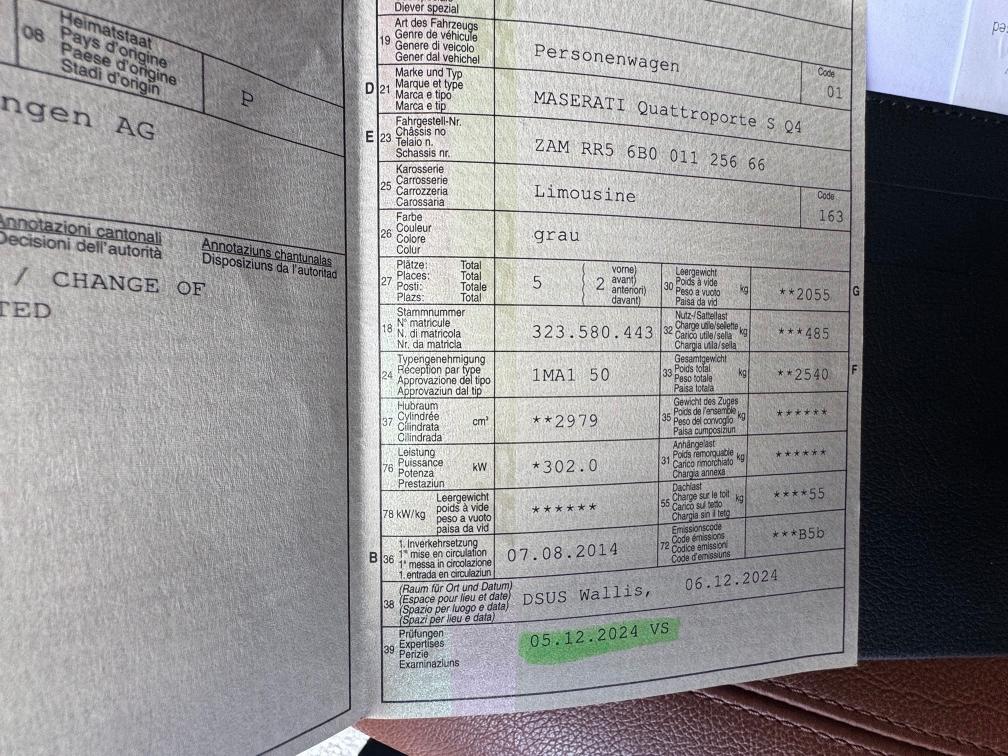 08
Heimatstaat
Pays d'origine
Paese d'origine
Stadi d'origin
P
ngen AG
Annotazioni cantonali
Decisioni dell'autorità
Annotaziuns chantunalas
Disposiziuns da l'autoritad
/ CHANGE OF
TED
Diever spezial
19
Art des Fahrzeugs
Genre de véhicule
Genere di veicolo
Gener dal vehichel
Personenwagen
Code
01
D 21
Marke und Typ
Marque et type
Marca e tipo
Marca e tip
MASERATI Quattroporte S Q4
E 23
Fahrgestell-Nr.
Châssis no
Telaio n.
Schassis nr.
ZAM RR5 6B0 011 256 66
25
Karosserie
Carrosserie
Carrozzeria
Carossaria
Limousine
Code
163
26
Farbe
Couleur
Colore
Colur
grau
27
Plätze: Total
Places: Total
Posti: Totale
Plazs: Total
5
2
vorne)
avant)
anteriori)
davant)
30
Leergewicht
Poids à vide
Peso a vuoto
Paisa da vid
kg
**2055
G
18
Stammnummer
N° matricule
N. di matricola
Nr. da matricla
323.580.443
32
Nutz-/Sattellast
Charge utile/sellette
Carico utile/sella
Chargia utila/sella
kg
***485
24
Typengenehmigung
Réception par type
Approvazione del tipo
Approvaziun dal tip
1MA1 50
33
Gesamtgewicht
Poids total
Peso totale
Paisa totala
kg
**2540
F
37
Hubraum
Cylindrée
Cilindrata
Cilindrada
cm³
**2979
35
Gewicht des Zuges
Poids de l'ensemble
Peso del convoglio
Paisa cumposiziun
kg
******
76
Leistung
Puissance
Potenza
Prestaziun
kW
*302.0
31
Anhängelast
Poids remorquable
Carico rimorchiato
Chargia annexa
kg
******
78 kW/kg
Leergewicht
poids à vide
peso a vuoto
paisa da vid
******
55
Dachlast
Charge sur le toit
Carico sul tetto
Chargia sin il tetg
kg
****55
B 36
1. Inverkehrsetzung
1re mise en circulation
1a messa in circolazione
1. entrada en circulaziun
07.08.2014
72
Emissionscode
Code émissions
Codice emissioni
Code d'emissiuns
***B5b
38
(Raum für Ort und Datum)
(Espace pour lieu et date)
(Spazio per luogo e data)
(Spazi per lieu e data)
DSUS Wallis, 06.12.2024
39
Prüfungen
Expertises
Perizie
Examinaziuns
05.12.2024 VS